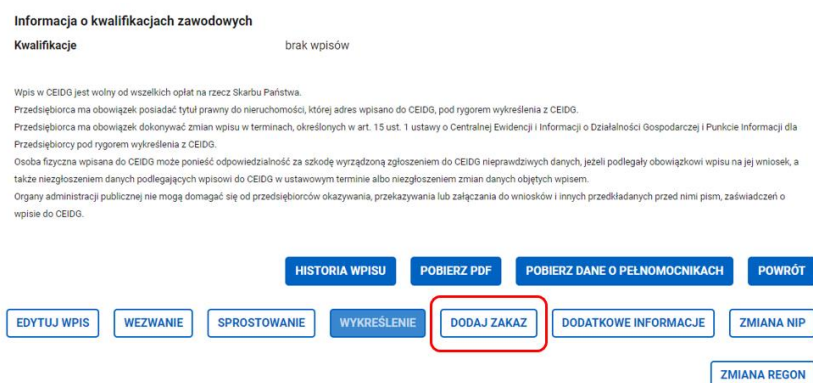 Informacja o kwalifikacjach zawodowych
Kwalifikacje brak wpisów
Wpis w CEIDG jest wolny od wszelkich opłat na rzecz Skarbu Państwa.
Przedsiębiorca ma obowiązek posiadać tytuł prawny do nieruchomości, której adres wpisano do CEIDG, pod rygorem wykreślenia z CEIDG.
Przedsiębiorca ma obowiązek dokonywać zmian wpisu w terminach, określonych w art. 15 ust. 1 ustawy o Centralnej Ewidencji i Informacji o Działalności Gospodarczej i Punkcie Informacji dla
Przedsiębiorcy pod rygorem wykreślenia z CEIDG.
Osoba fizyczna wpisana do CEIDG może ponieść odpowiedzialność za szkodę wyrządzoną zgłoszeniem do CEIDG nieprawdziwych danych, jeżeli podlegały obowiązkowi wpisu na jej wniosek, a
także niezgłoszeniem danych podlegających wpisowi do CEIDG w ustawowym terminie albo niezgłoszeniem zmian danych objętych wpisem.
Organy administracji publicznej nie mogą domagać się od przedsiębiorców okazywania, przekazywania lub załączania do wniosków i innych przedkładanych przed nimi pism, zaświadczeń o
wpisie do CEIDG.
HISTORIA WPISU POBIERZ PDF POBIERZ DANE O PEŁNOMOCNIKACH POWRÓT
EDYTUJ WPIS WEZWANIE SPROSTOWANIE WYKREŚLENIE DODAJ ZAKAZ DODATKOWE INFORMACJE ZMIANA NIP
ZMIANA REGON